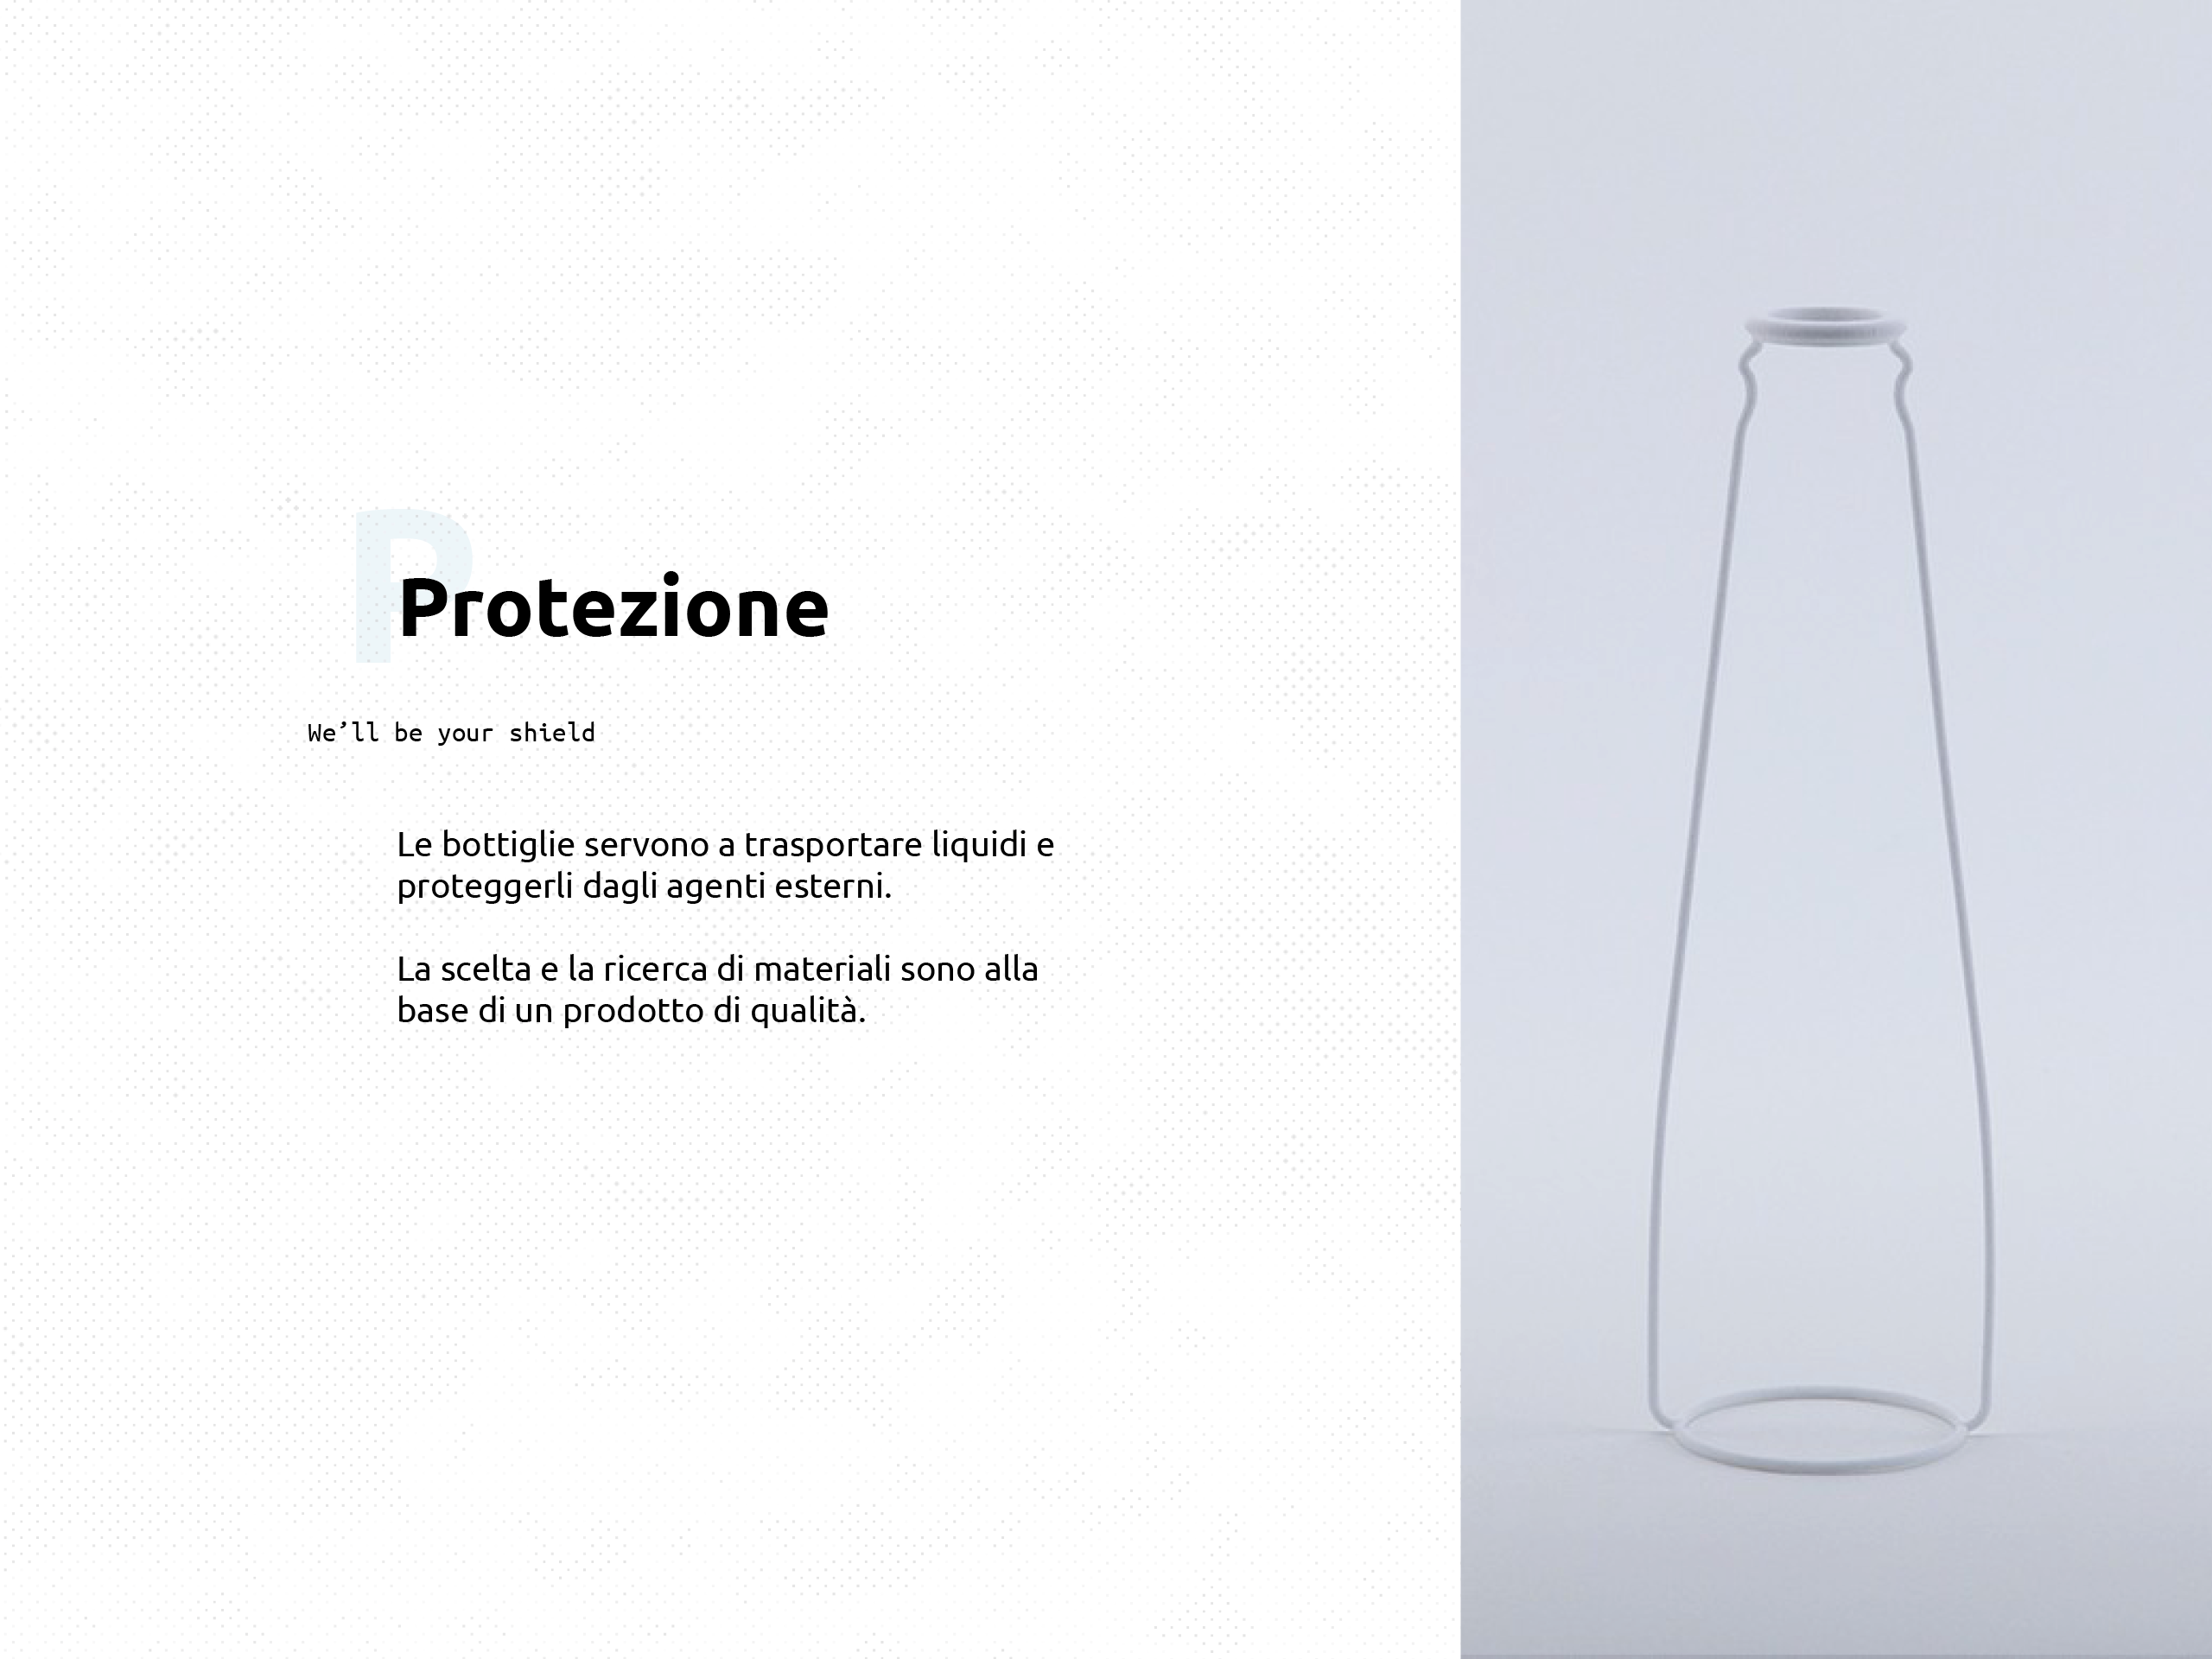 Protezione
We’ll be your shield
Le bottiglie servono a trasportare liquidi e
proteggerli dagli agenti esterni.
La scelta e la ricerca di materiali sono alla
base di un prodotto di qualità.